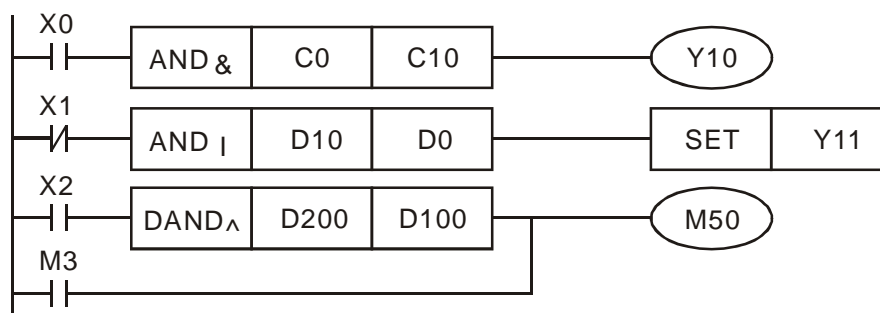 X0
AND & C0 C10 Y10
X1
AND | D10 D0 SET Y11
X2
DAND^ D200 D100 M50
M3